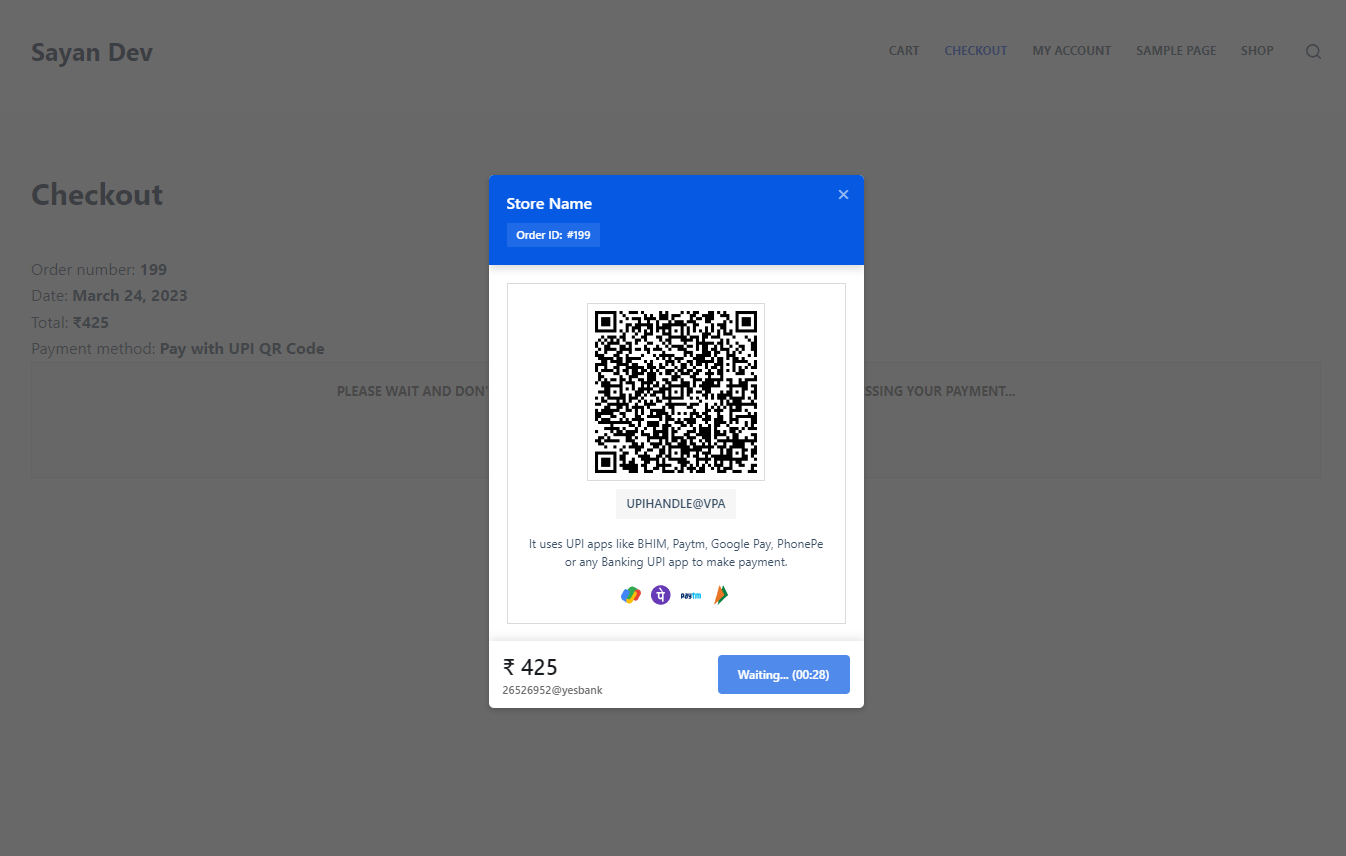 Sayan Dev
CART CHECKOUT MY ACCOUNT SAMPLE PAGE SHOP
Checkout
Order number: 199
Date: March 24, 2023
Total: ₹425
Payment method: Pay with UPI QR Code
PLEASE WAIT AND DON'
SSING YOUR PAYMENT...
Store Name
Order ID: #199
UPIHANDLE@VPA
It uses UPI apps like BHIM, Paytm, Google Pay, PhonePe
or any Banking UPI app to make payment.
पे paytm
₹ 425
26526952@yesbank
Waiting... (00:28)